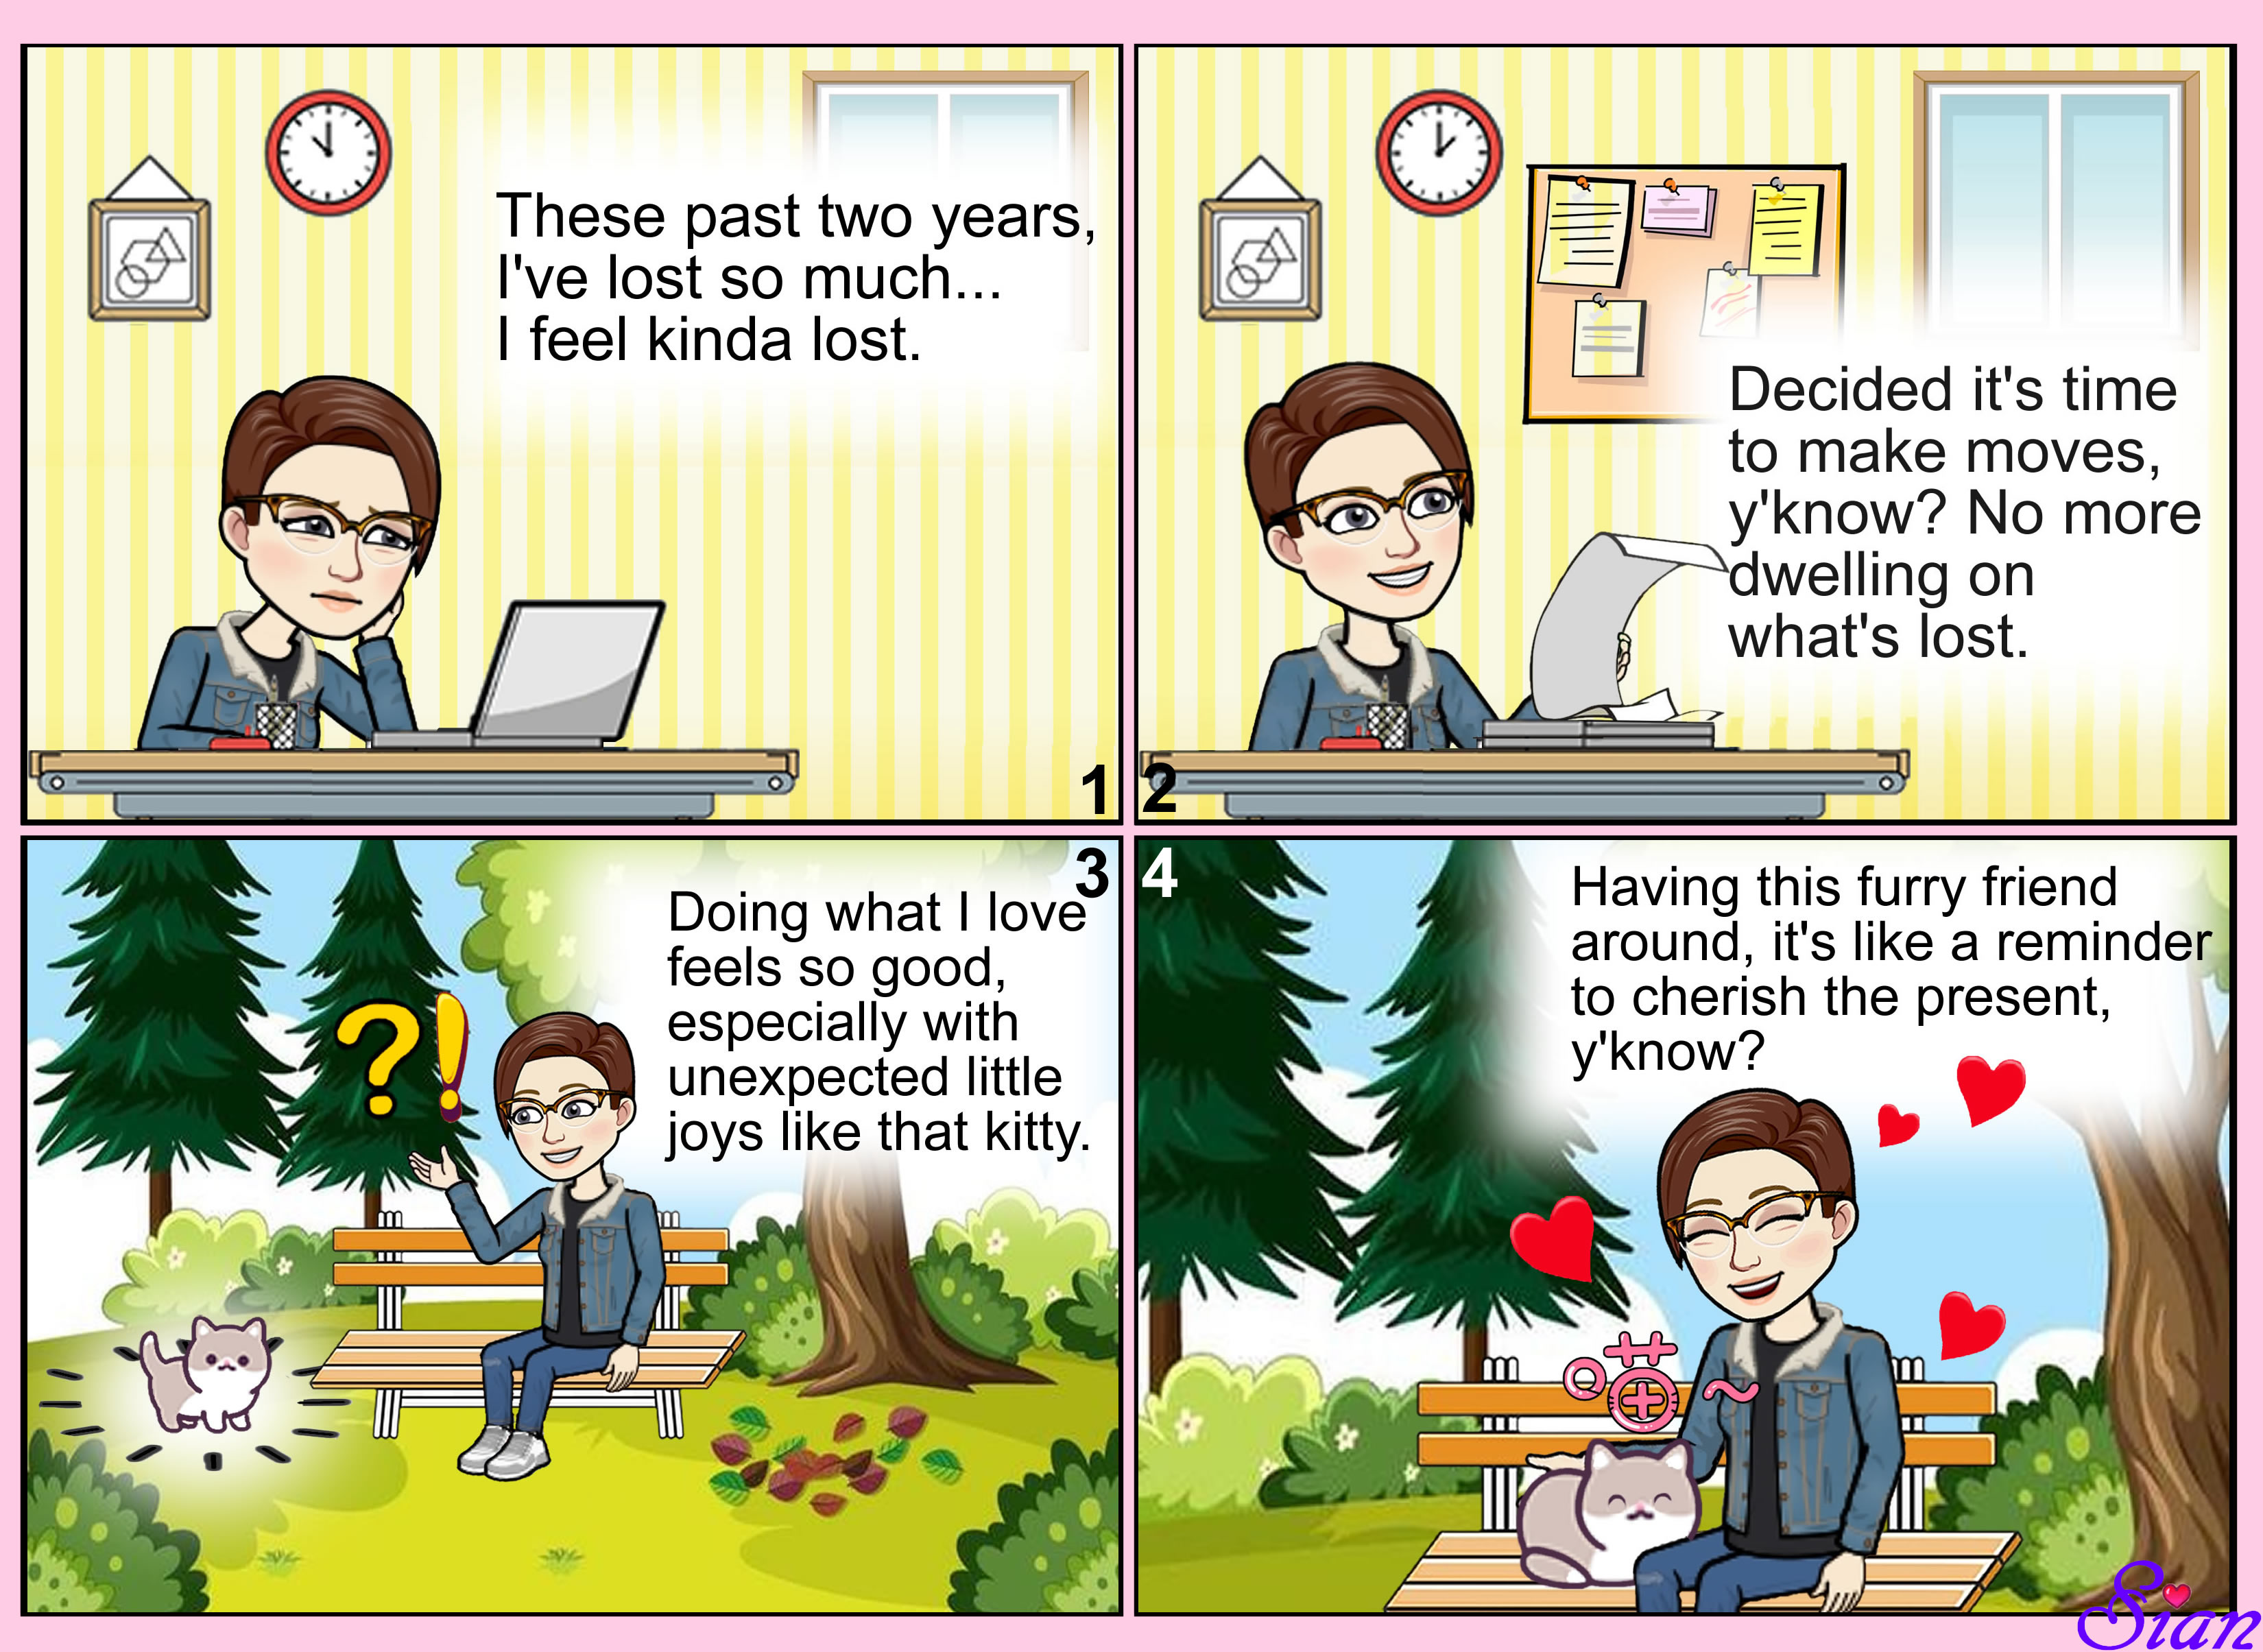 These past two years,
I've lost so much...
I feel kinda lost.
1
Decided it's time
to make moves,
y'know? No more
dwelling on
what's lost.
2
3
Doing what I love
feels so good,
especially with
unexpected little
joys like that kitty.
?!
4
Having this furry friend
around, it's like a reminder
to cherish the present,
y'know?
喵~
Sian